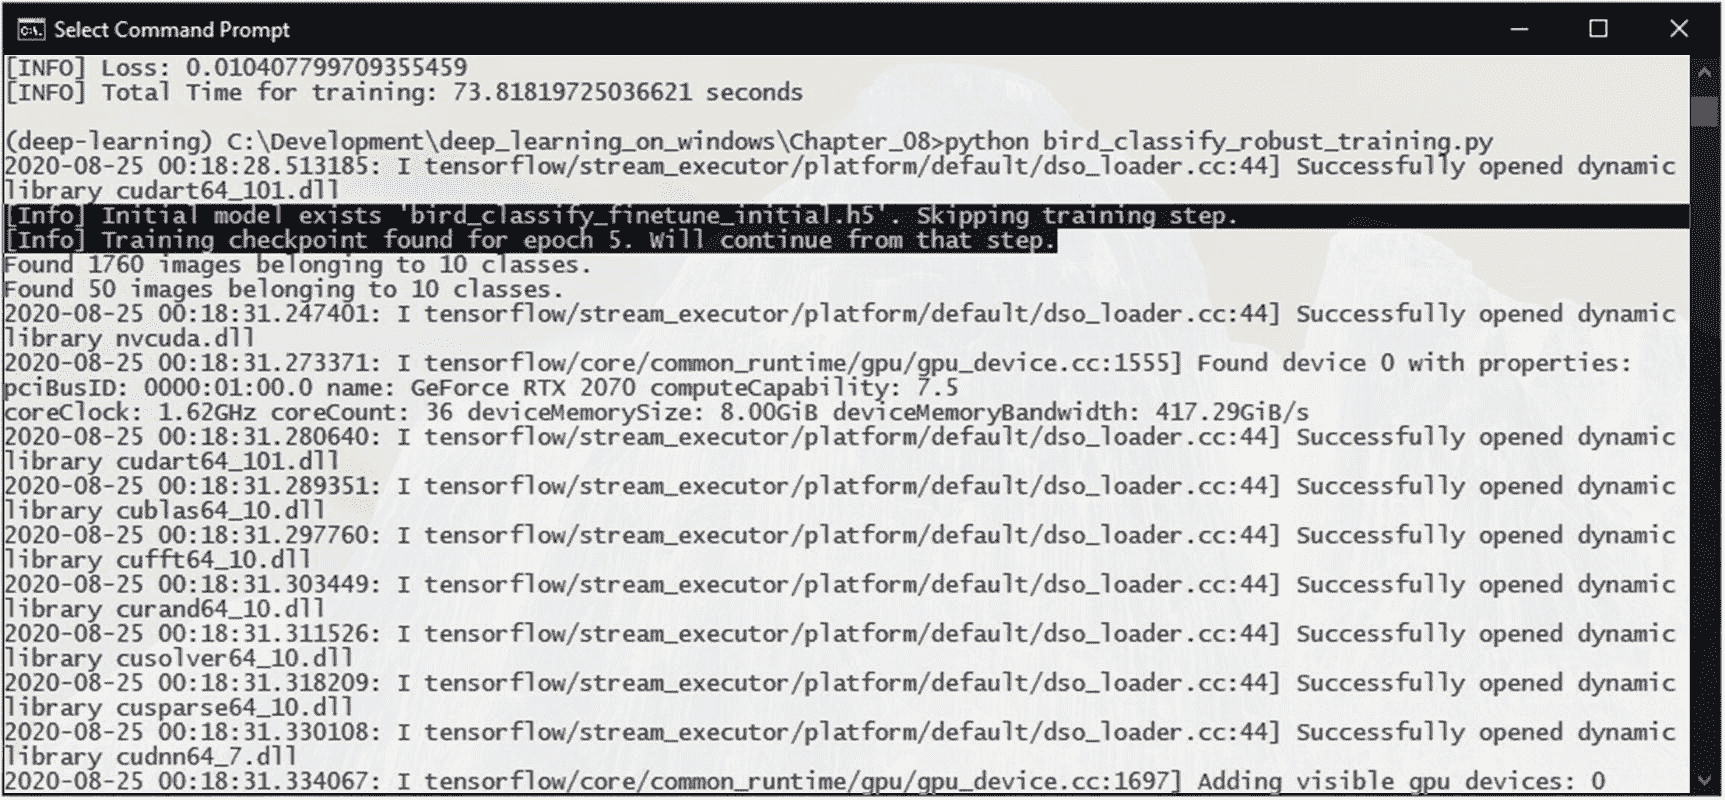 Select Command Prompt
[INFO] Loss: 0.010407799709355459
[INFO] Total Time for training: 73.81819725036621 seconds
(deep-learning) C:\Development\deep_learning_on_windows\Chapter_08>python bird_classify_robust_training.py
2020-08-25 00:18:28.513185: I tensorflow/stream_executor/platform/default/dso_loader.cc:44] Successfully opened dynamic
library cudart64_101.dll
[Info] Initial model exists 'bird_classify_finetune_initial.h5'. Skipping training step.
[Info] Training checkpoint found for epoch 5. Will continue from that step.
Found 1760 images belonging to 10 classes.
Found 50 images belonging to 10 classes.
2020-08-25 00:18:31.247401: I tensorflow/stream_executor/platform/default/dso_loader.cc:44] Successfully opened dynamic
library nvcuda.dll
2020-08-25 00:18:31.273371: I tensorflow/core/common_runtime/gpu/gpu_device.cc:1555] Found device 0 with properties:
pciBusID: 0000:01:00.0 name: GeForce RTX 2070 computeCapability: 7.5
coreClock: 1.62GHz coreCount: 36 deviceMemorySize: 8.00GiB deviceMemoryBandwidth: 417.29GiB/s
2020-08-25 00:18:31.280640: I tensorflow/stream_executor/platform/default/dso_loader.cc:44] Successfully opened dynamic
library cudart64_101.dll
2020-08-25 00:18:31.289351: I tensorflow/stream_executor/platform/default/dso_loader.cc:44] Successfully opened dynamic
library cublas64_10.dll
2020-08-25 00:18:31.297760: I tensorflow/stream_executor/platform/default/dso_loader.cc:44] Successfully opened dynamic
library cufft64_10.dll
2020-08-25 00:18:31.303449: I tensorflow/stream_executor/platform/default/dso_loader.cc:44] Successfully opened dynamic
library curand64_10.dll
2020-08-25 00:18:31.311526: I tensorflow/stream_executor/platform/default/dso_loader.cc:44] Successfully opened dynamic
library cusolver64_10.dll
2020-08-25 00:18:31.318209: I tensorflow/stream_executor/platform/default/dso_loader.cc:44] Successfully opened dynamic
library cusparse64_10.dll
2020-08-25 00:18:31.330108: I tensorflow/stream_executor/platform/default/dso_loader.cc:44] Successfully opened dynamic
library cudnn64_7.dll
2020-08-25 00:18:31.334067: I tensorflow/core/common_runtime/gpu/gpu_device.cc:1697] Adding visible gpu devices: 0